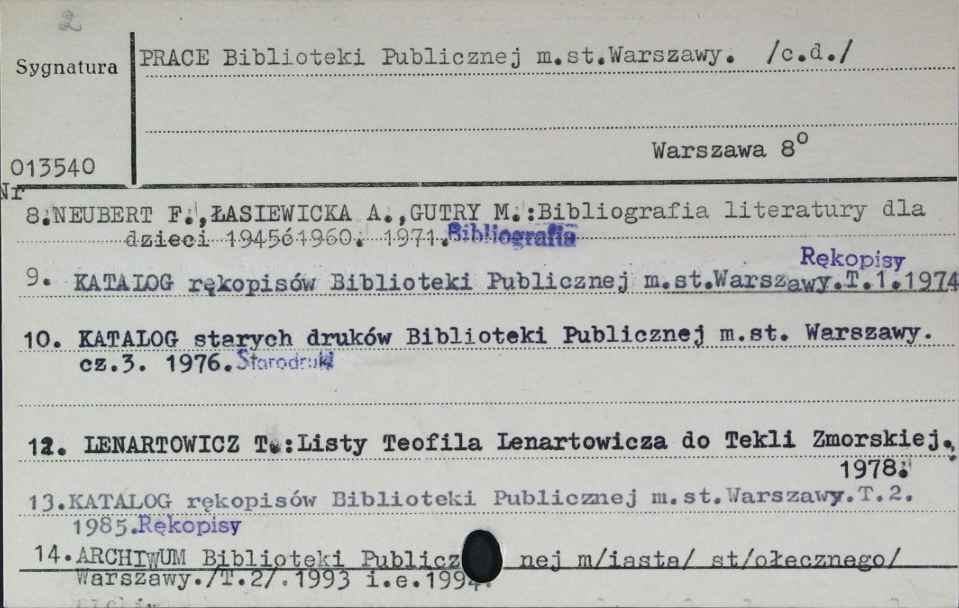 2
Sygnatura
PRACE Biblioteki Publicznej m.st.Warszawy. /c.d./
Warszawa 8o
013540
Nr
8.NEUBERT F.,ŁASIEWICKA A.,GUTRY M.:Bibliografia literatury dla
dzieci 1945ó1960. 1971.Bibliografia
Rękopisy
9. KATALOG rękopisów Biblioteki Publicznej m.st.Warszawy.T.1.1974
10. KATALOG starych druków Biblioteki Publicznej m.st. Warszawy.
cz.3. 1976.Starodruki
12. LENARTOWICZ T.:Listy Teofila Lenartowicza do Tekli Zmorskiej.
1978.
13.KATALOG rękopisów Biblioteki Publicznej m.st.Warszawy.T.2.
1985.Rękopisy
14.ARCHIWUM Biblioteki Publicz nej m/iasta/ st/ołecznego/
Warszawy./T.2/.1993 i.e.1994.